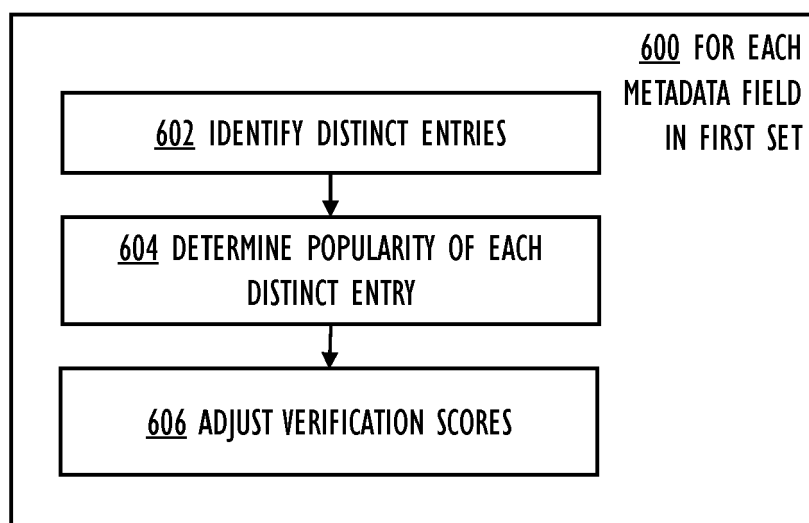 600 FOR EACH
METADATA FIELD
IN FIRST SET
602 IDENTIFY DISTINCT ENTRIES
604 DETERMINE POPULARITY OF EACH
DISTINCT ENTRY
606 ADJUST VERIFICATION SCORES